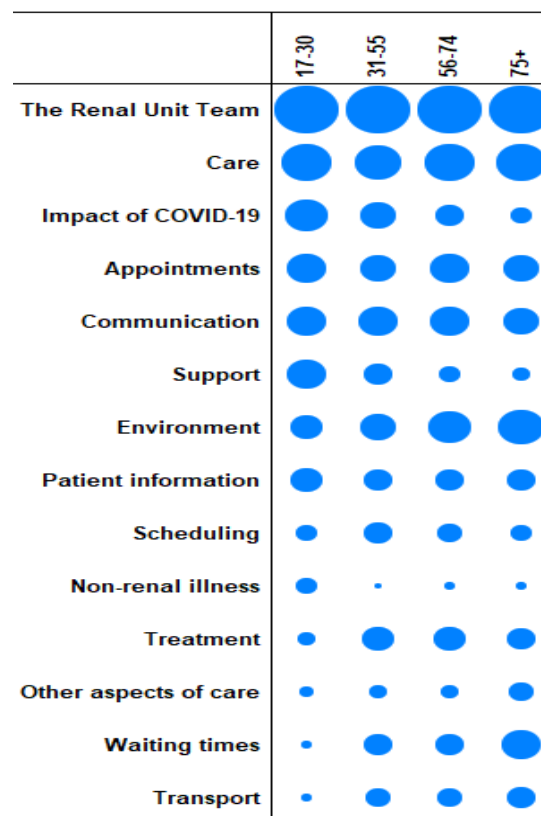 17-30
31-55
56-74
75+
The Renal Unit Team
Care
Impact of COVID-19
Appointments
Communication
Support
Environment
Patient information
Scheduling
Non-renal illness
Treatment
Other aspects of care
Waiting times
Transport